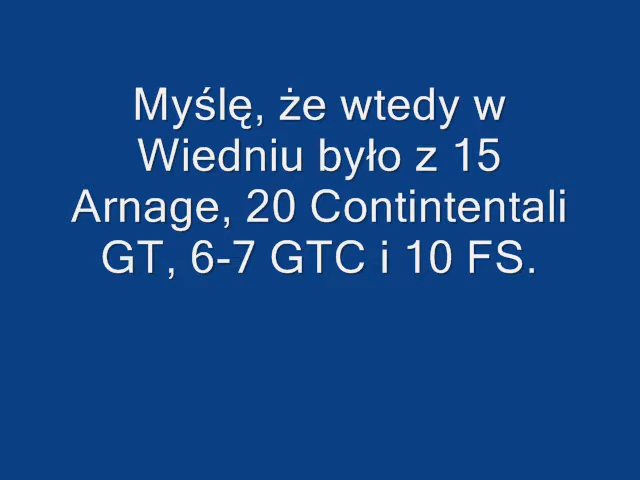 Myślę, że wtedy w
Wiedniu było z 15
Arnage, 20 Contintentali
GT, 6-7 GTC i 10 FS.